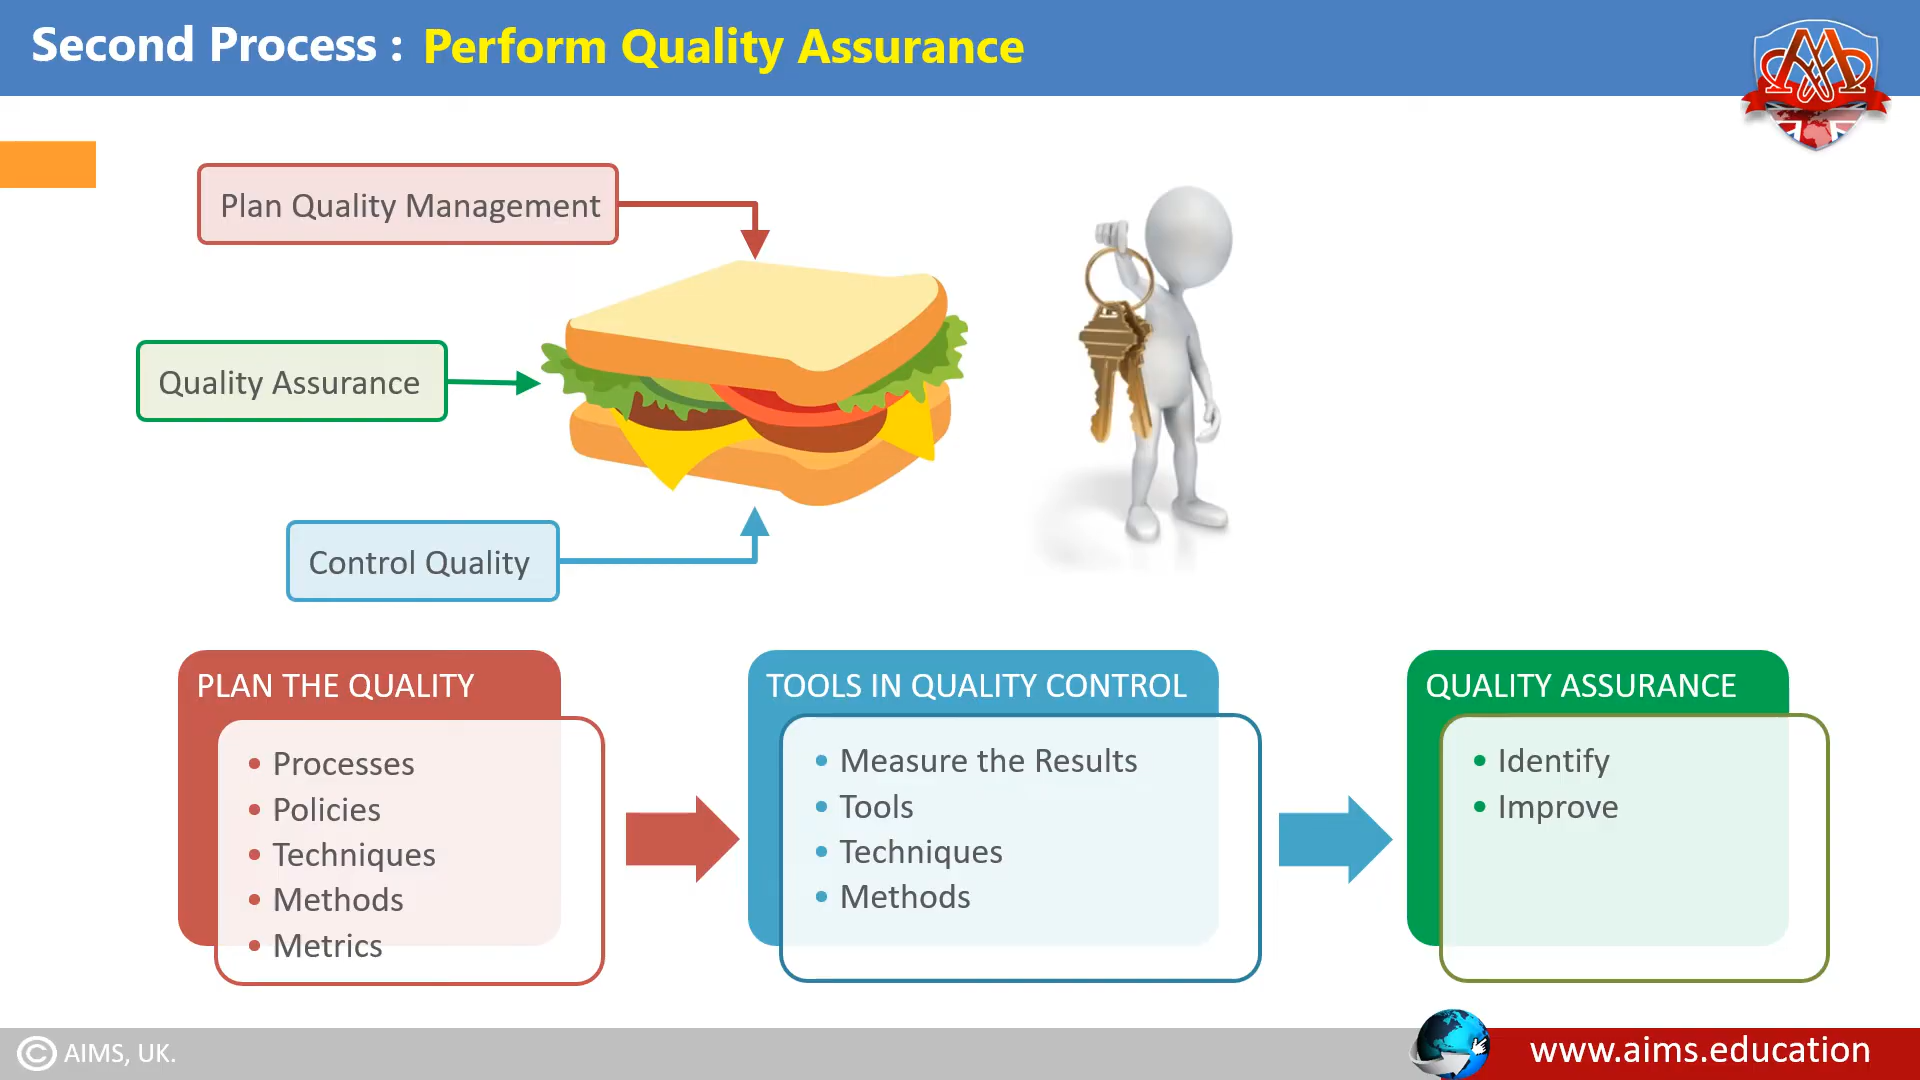 Second Process : Perform Quality Assurance
Plan Quality Management
Quality Assurance
Control Quality
PLAN THE QUALITY
• Processes
• Policies
• Techniques
• Methods
• Metrics
TOOLS IN QUALITY CONTROL
• Measure the Results
• Tools
• Techniques
• Methods
QUALITY ASSURANCE
• Identify
• Improve
© AIMS, UK.
www.aims.education